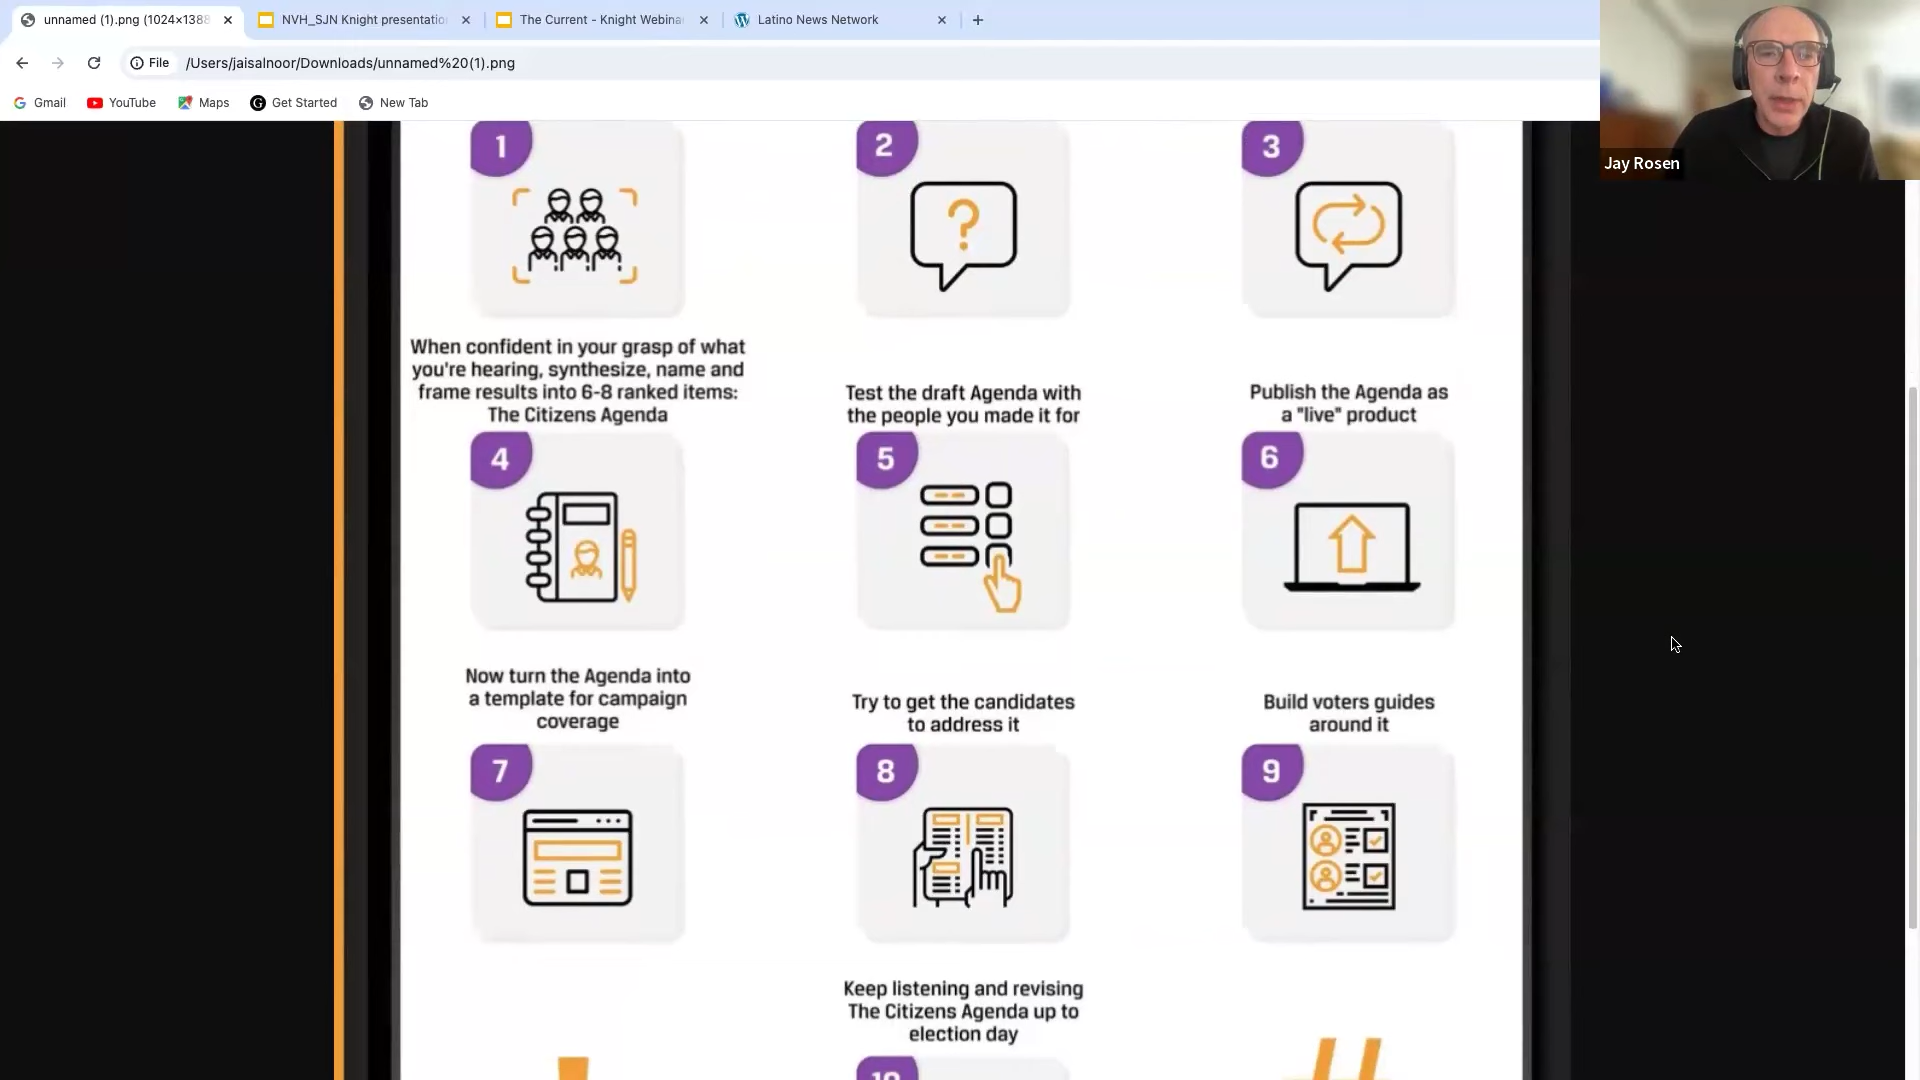 unnamed (1).png (1024×1388
NVH_SJN Knight presentatio
The Current - Knight Webina
Latino News Network
File
/Users/jaisalnoor/Downloads/unnamed%20(1).png
Gmail
YouTube
Maps
Get Started
New Tab
Jay Rosen
1
2
3
When confident in your grasp of what
you're hearing, synthesize, name and
frame results into 6-8 ranked items:
The Citizens Agenda
Test the draft Agenda with
the people you made it for
Publish the Agenda as
a "live" product
4
5
6
Now turn the Agenda into
a template for campaign
coverage
Try to get the candidates
to address it
Build voters guides
around it
7
8
9
Keep listening and revising
The Citizens Agenda up to
election day
10